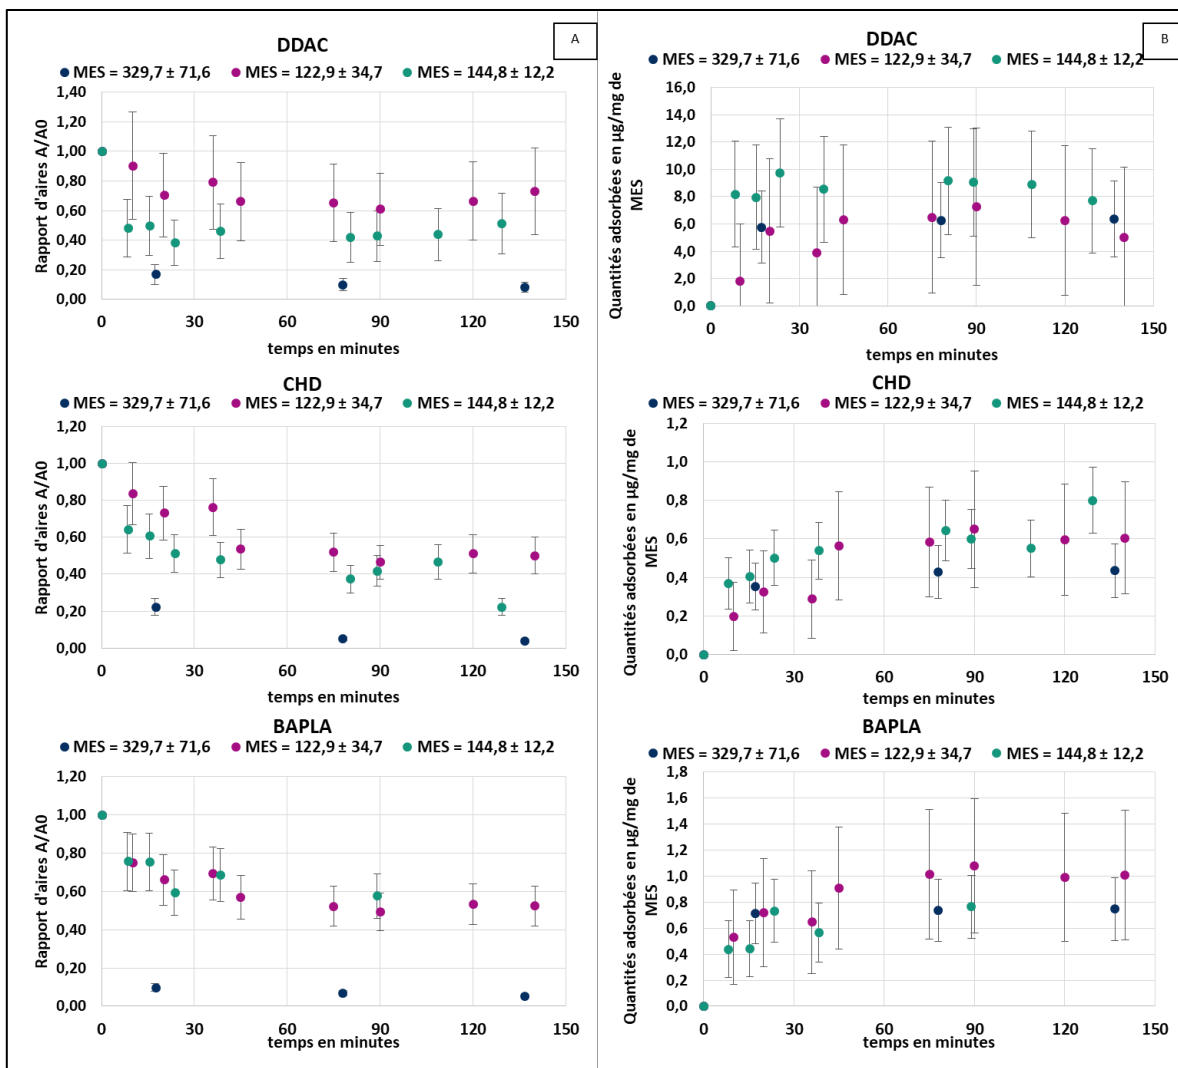 A
DDAC
MES = 329,7 ± 71,6 MES = 122,9 ± 34,7 MES = 144,8 ± 12,2
Rapport d'aires A/A0
1,40
1,20
1,00
0,80
0,60
0,40
0,20
0,00
0 30 60 90 120 150
temps en minutes
CHD
MES = 329,7 ± 71,6 MES = 122,9 ± 34,7 MES = 144,8 ± 12,2
Rapport d'aires A/A0
1,20
1,00
0,80
0,60
0,40
0,20
0,00
0 30 60 90 120 150
temps en minutes
BAPLA
MES = 329,7 ± 71,6 MES = 122,9 ± 34,7 MES = 144,8 ± 12,2
Rapport d'aires A/A0
1,20
1,00
0,80
0,60
0,40
0,20
0,00
0 30 60 90 120 150
temps en minutes
B
DDAC
MES = 329,7 ± 71,6 MES = 122,9 ± 34,7 MES = 144,8 ± 12,2
Quantités adsorbées en µg/mg de
MES
16,0
14,0
12,0
10,0
8,0
6,0
4,0
2,0
0,0
0 30 60 90 120 150
temps en minutes
CHD
MES = 329,7 ± 71,6 MES = 122,9 ± 34,7 MES = 144,8 ± 12,2
Quantités adsorbées en µg/mg de
MES
1,2
1,0
0,8
0,6
0,4
0,2
0,0
0 30 60 90 120 150
temps en minutes
BAPLA
MES = 329,7 ± 71,6 MES = 122,9 ± 34,7 MES = 144,8 ± 12,2
Quantités adsorbées en µg/mg de
MES
1,8
1,6
1,4
1,2
1,0
0,8
0,6
0,4
0,2
0,0
0 30 60 90 120 150
temps en minutes